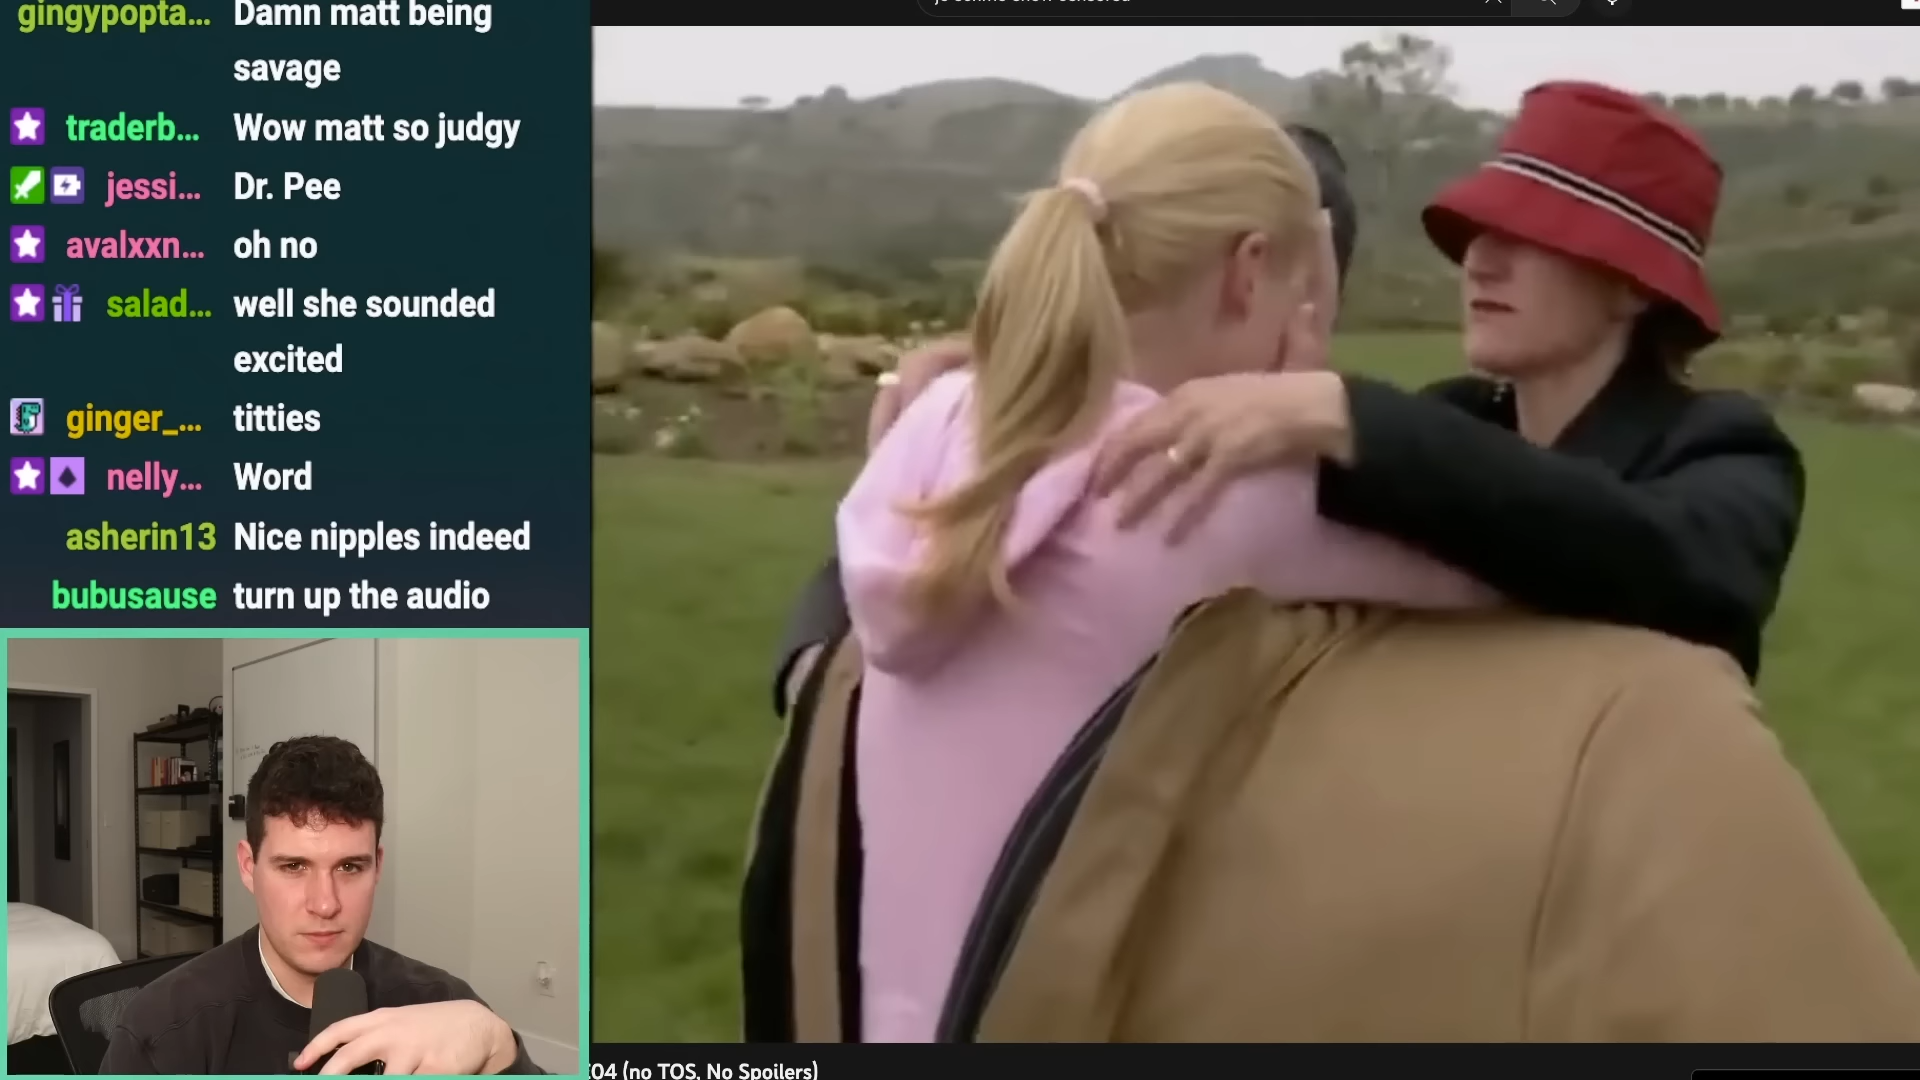 gingypopta... Damn matt being
savage
traderb... Wow matt so judgy
jessi... Dr. Pee
avalxxn... oh no
salad... well she sounded
excited
ginger_... titties
nelly... Word
asherin13 Nice nipples indeed
bubusause turn up the audio
04 (no TOS, No Spoilers)